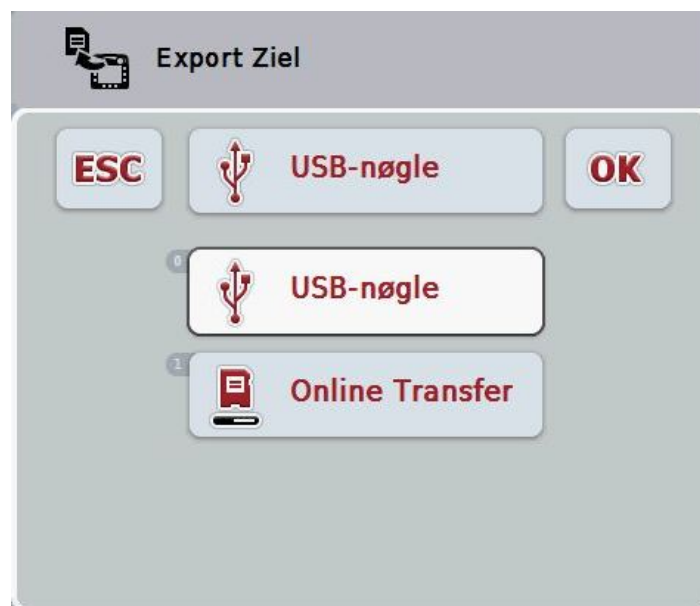 Export Ziel
ESC
USB-nøgle
OK
0
USB-nøgle
1
Online Transfer